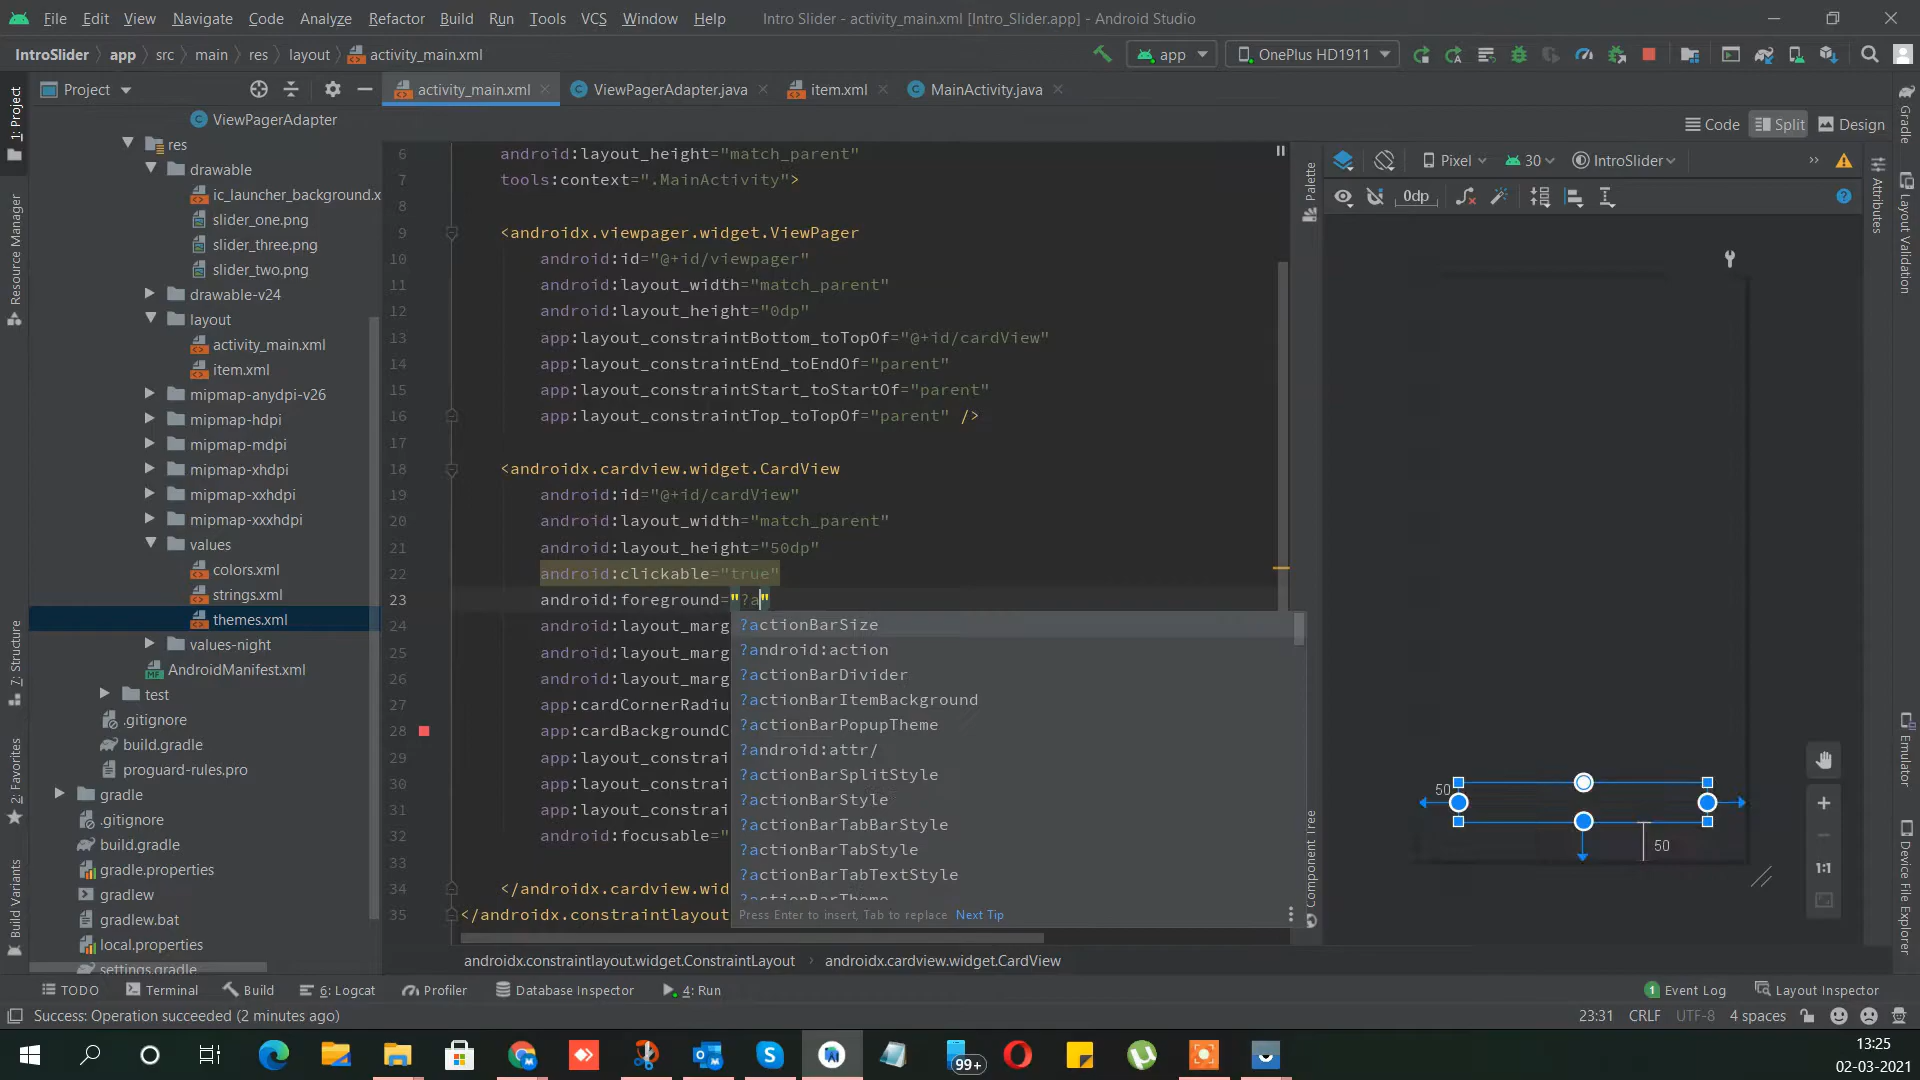 File Edit View Navigate Code Analyze Refactor Build Run Tools VCS Window Help Intro Slider - activity_main.xml [Intro_Slider.app] - Android Studio
IntroSlider app src main res layout activity_main.xml app OnePlus HD1911
Project activity_main.xml ViewPagerAdapter.java item.xml MainActivity.java
1: Project
Resource Manager
7: Structure
2: Favorites
Build Variants
ViewPagerAdapter
res
drawable
ic_launcher_background.x
slider_one.png
slider_three.png
slider_two.png
drawable-v24
layout
activity_main.xml
item.xml
mipmap-anydpi-v26
mipmap-hdpi
mipmap-mdpi
mipmap-xhdpi
mipmap-xxhdpi
mipmap-xxxhdpi
values
colors.xml
strings.xml
themes.xml
values-night
AndroidManifest.xml
test
.gitignore
build.gradle
proguard-rules.pro
gradle
.gitignore
build.gradle
gradle.properties
gradlew
gradlew.bat
local.properties
settings.gradle
6 android:layout_height="match_parent"
7 tools:context=".MainActivity">
8
9 <androidx.viewpager.widget.ViewPager
10 android:id="@+id/viewpager"
11 android:layout_width="match_parent"
12 android:layout_height="0dp"
13 app:layout_constraintBottom_toTopOf="@+id/cardView"
14 app:layout_constraintEnd_toEndOf="parent"
15 app:layout_constraintStart_toStartOf="parent"
16 app:layout_constraintTop_toTopOf="parent" />
17
18 <androidx.cardview.widget.CardView
19 android:id="@+id/cardView"
20 android:layout_width="match_parent"
21 android:layout_height="50dp"
22 android:clickable="true"
23 android:foreground="?a"
24 android:layout_marg
25 android:layout_marg
26 android:layout_marg
27 app:cardCornerRadiu
28 app:cardBackgroundC
29 app:layout_constrai
30 app:layout_constrai
31 app:layout_constrai
32 android:focusable="
33
34 </androidx.cardview.wid
35 </androidx.constraintlayout
?actionBarSize
?android:action
?actionBarDivider
?actionBarItemBackground
?actionBarPopupTheme
?android:attr/
?actionBarSplitStyle
?actionBarStyle
?actionBarTabBarStyle
?actionBarTabStyle
?actionBarTabTextStyle
?actionBarTheme
Press Enter to insert, Tab to replace Next Tip
androidx.constraintlayout.widget.ConstraintLayout androidx.cardview.widget.CardView
Code Split Design
Pixel 30 IntroSlider
0dp
Palette
Component Tree
50
50
1:1
Gradle
Attributes
Layout Validation
Emulator
Device File Explorer
TODO Terminal Build 6: Logcat Profiler Database Inspector 4: Run 1 Event Log Layout Inspector
Success: Operation succeeded (2 minutes ago) 23:31 CRLF UTF-8 4 spaces
99+
13:25
02-03-2021